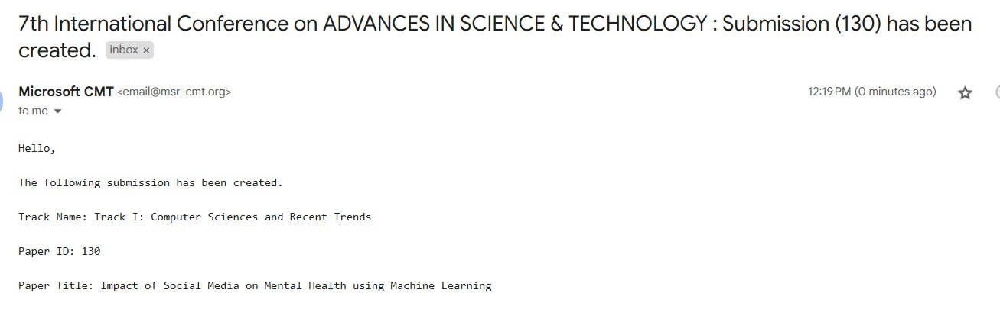 7th International Conference on ADVANCES IN SCIENCE & TECHNOLOGY : Submission (130) has been
created. Inbox ×
Microsoft CMT <email@msr-cmt.org> 12:19 PM (0 minutes ago)
to me
Hello,
The following submission has been created.
Track Name: Track I: Computer Sciences and Recent Trends
Paper ID: 130
Paper Title: Impact of Social Media on Mental Health using Machine Learning